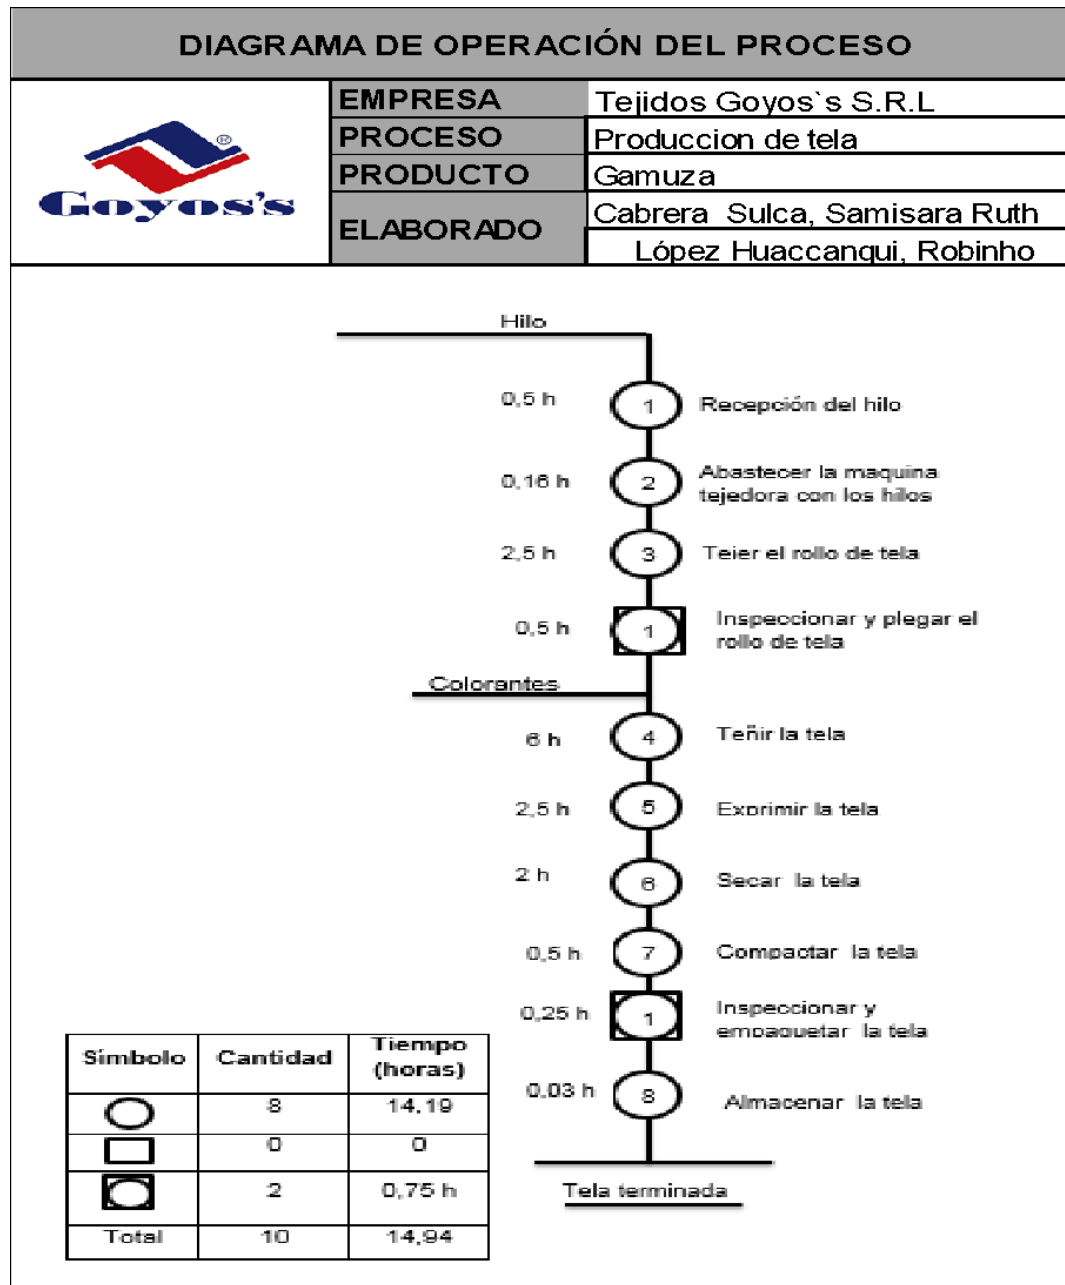 DIAGRAMA DE OPERACIÓN DEL PROCESO
Goyos's ®
EMPRESA Tejidos Goyos`s S.R.L
PROCESO Produccion de tela
PRODUCTO Gamuza
ELABORADO Cabrera Sulca, Samisara Ruth
López Huaccanqui, Robinho
Hilo
0,5 h 1 Recepción del hilo
0,16 h 2 Abastecer la maquina
tejedora con los hilos
2,5 h 3 Teier el rollo de tela
0,5 h 1 Inspeccionar y plegar el
rollo de tela
Colorantes
6 h 4 Teñir la tela
2,5 h 5 Exprimir la tela
2 h 6 Secar la tela
0,5 h 7 Compactar la tela
0,25 h 1 Inspeccionar y
empaquetar la tela
0,03 h 8 Almacenar la tela
Tela terminada
Símbolo Cantidad Tiempo
(horas)
8 14,19
0 0
2 0,75 h
Total 10 14,94